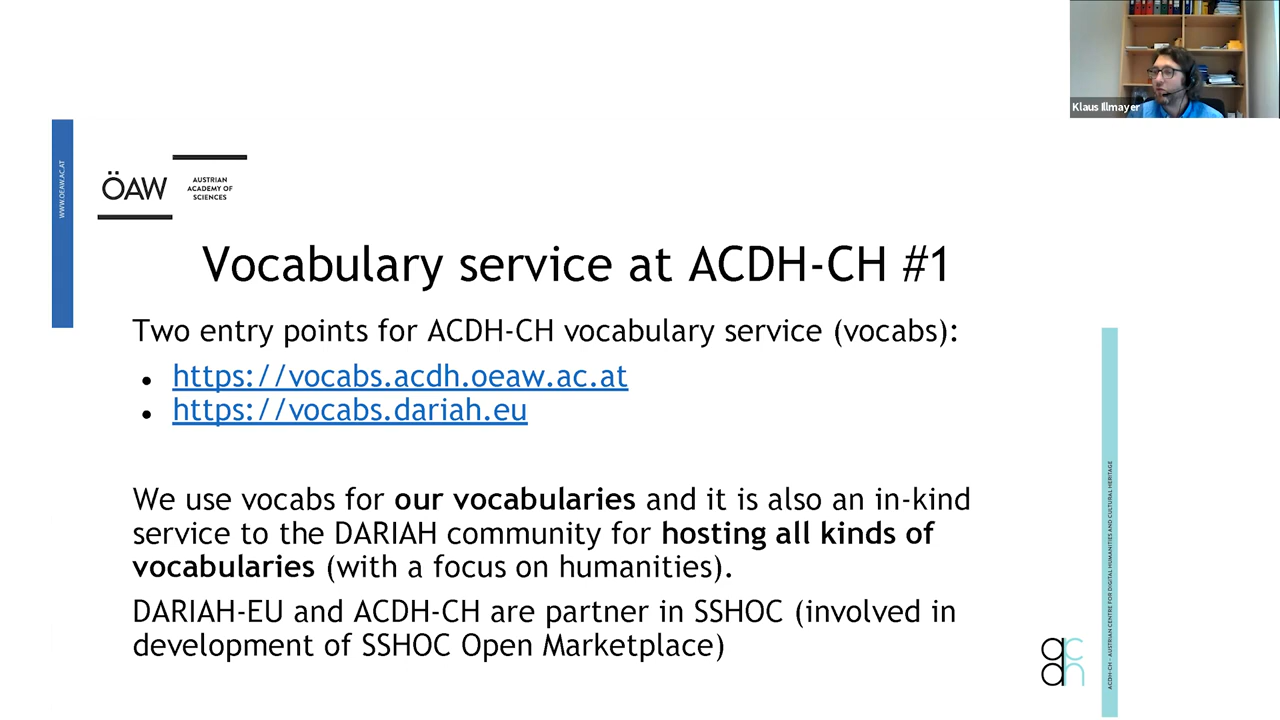 Klaus Illmayer
WWW.OEAW.AC.AT
ÖAW
AUSTRIAN
ACADEMY OF
SCIENCES
Vocabulary service at ACDH-CH #1
Two entry points for ACDH-CH vocabulary service (vocabs):
• https://vocabs.acdh.oeaw.ac.at
• https://vocabs.dariah.eu
We use vocabs for our vocabularies and it is also an in-kind
service to the DARIAH community for hosting all kinds of
vocabularies (with a focus on humanities).
DARIAH-EU and ACDH-CH are partner in SSHOC (involved in
development of SSHOC Open Marketplace)
ac
dh
ACDH-CH - AUSTRIAN CENTRE FOR DIGITAL HUMANITIES AND CULTURAL HERITAGE